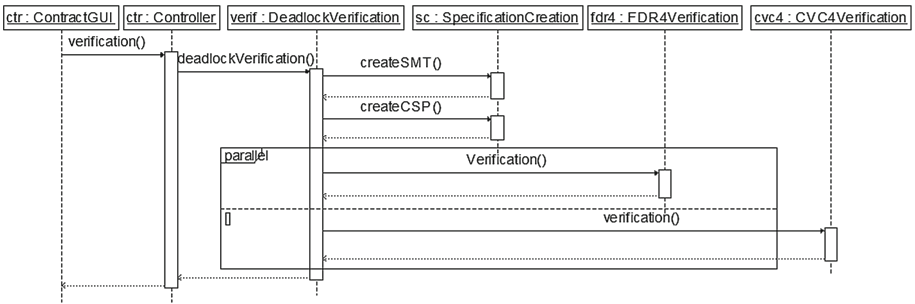 ctr : ContractGUI
ctr : Controller
verif : DeadlockVerification
sc : SpecificationCreation
fdr4 : FDR4Verification
cvc4 : CVC4Verification
verification()
deadlockVerification()
createSMT()
createCSP()
parallel
Verification()
[]
verification()